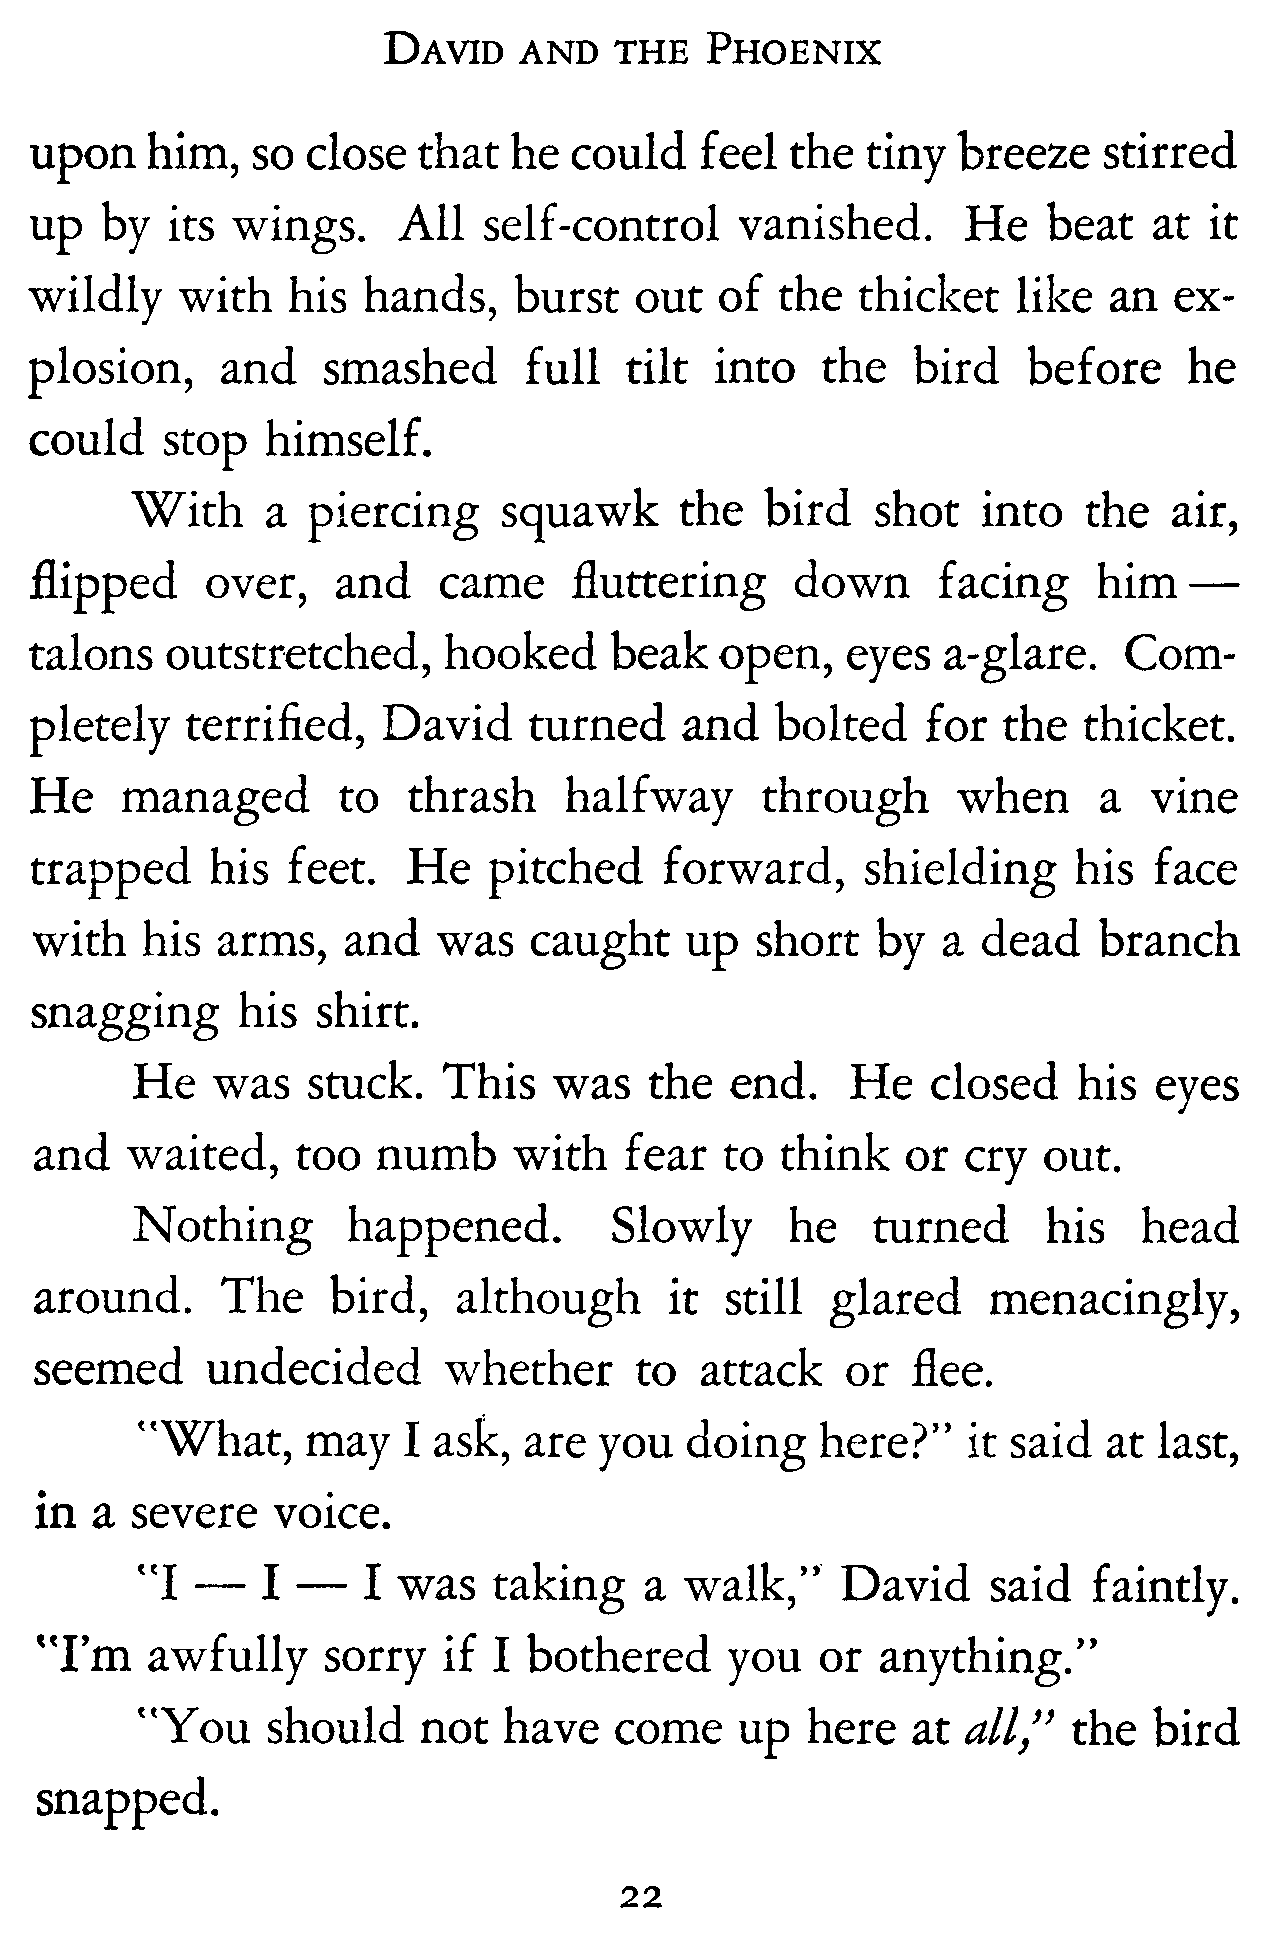 David and the Phoenix
upon him, so close that he could feel the tiny breeze stirred
up by its wings. All self-control vanished. He beat at it
wildly with his hands, burst out of the thicket like an ex-
plosion, and smashed full tilt into the bird before he
could stop himself.
With a piercing squawk the bird shot into the air,
flipped over, and came fluttering down facing him —
talons outstretched, hooked beak open, eyes a-glare. Com-
pletely terrified, David turned and bolted for the thicket.
He managed to thrash halfway through when a vine
trapped his feet. He pitched forward, shielding his face
with his arms, and was caught up short by a dead branch
snagging his shirt.
He was stuck. This was the end. He closed his eyes
and waited, too numb with fear to think or cry out.
Nothing happened. Slowly he turned his head
around. The bird, although it still glared menacingly,
seemed undecided whether to attack or flee.
“What, may I ask, are you doing here?” it said at last,
in a severe voice.
“I — I — I was taking a walk,” David said faintly.
“I’m awfully sorry if I bothered you or anything.”
“You should not have come up here at all,” the bird
snapped.
22